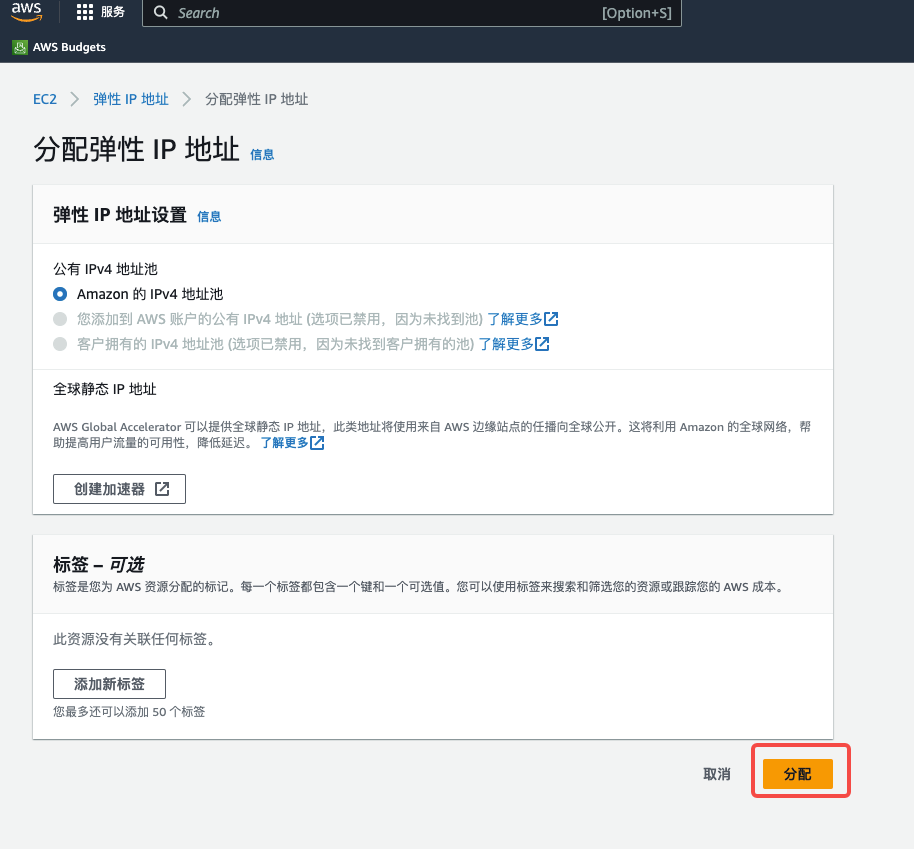 aws
服务
Search
[Option+S]
AWS Budgets
EC2
弹性 IP 地址
分配弹性 IP 地址
分配弹性 IP 地址 信息
弹性 IP 地址设置 信息
公有 IPv4 地址池
Amazon 的 IPv4 地址池
您添加到 AWS 账户的公有 IPv4 地址 (选项已禁用，因为未找到池) 了解更多
客户拥有的 IPv4 地址池 (选项已禁用，因为未找到客户拥有的池) 了解更多
全球静态 IP 地址
AWS Global Accelerator 可以提供全球静态 IP 地址，此类地址将使用来自 AWS 边缘站点的任播向全球公开。这将利用 Amazon 的全球网络，帮
助提高用户流量的可用性，降低延迟。 了解更多
创建加速器
标签 – 可选
标签是您为 AWS 资源分配的标记。每一个标签都包含一个键和一个可选值。您可以使用标签来搜索和筛选您的资源或跟踪您的 AWS 成本。
此资源没有关联任何标签。
添加新标签
您最多还可以添加 50 个标签
取消
分配